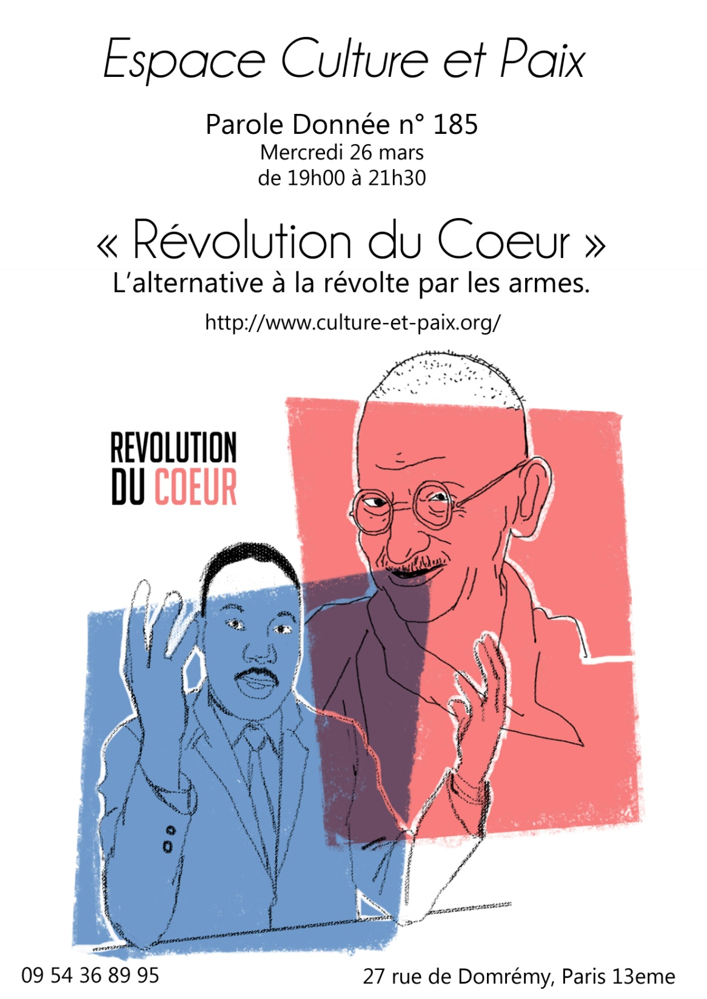 Espace Culture et Paix
Parole Donnée n° 185
Mercredi 26 mars
de 19h00 à 21h30
« Révolution du Coeur »
L’alternative à la révolte par les armes.
http://www.culture-et-paix.org/
REVOLUTION
DU COEUR
09 54 36 89 95
27 rue de Domrémy, Paris 13eme